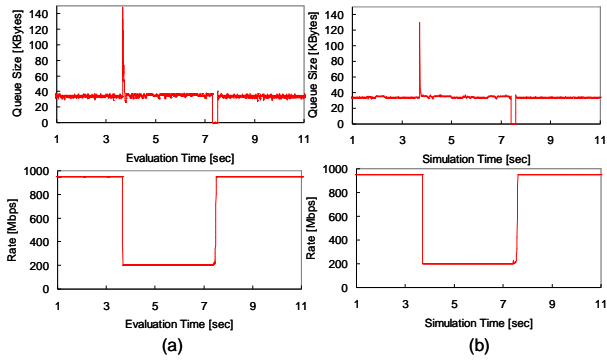 Queue Size [KBytes]
140
120
100
80
60
40
20
0
1 3 5 7 9 11
Evaluation Time [sec]
Queue Size [KBytes]
140
120
100
80
60
40
20
0
1 3 5 7 9 11
Simulation Time [sec]
Rate [Mbps]
1000
800
600
400
200
0
1 3 5 7 9 11
Evaluation Time [sec]
(a)
Rate [Mbps]
1000
800
600
400
200
0
1 3 5 7 9 11
Simulation Time [sec]
(b)